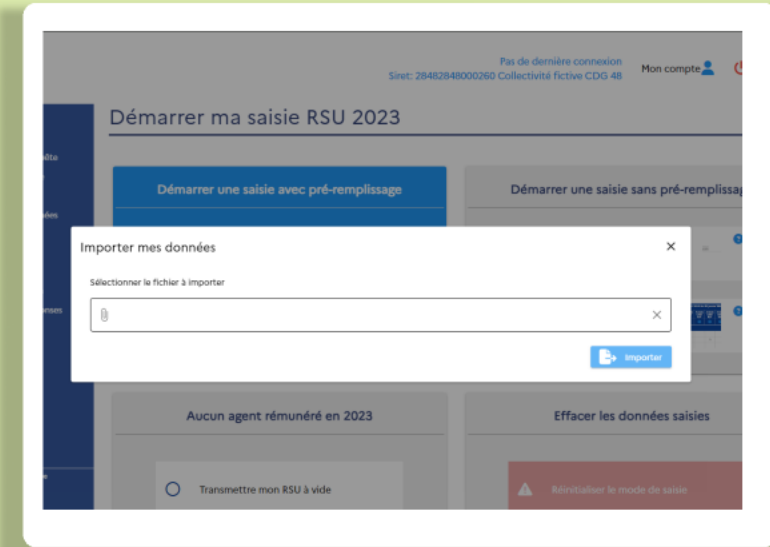 Pas de dernière connexion
Siret: 28482848000260 Collectivité fictive CDG 48
Mon compte
Démarrer ma saisie RSU 2023
Démarrer une saisie avec pré-remplissage
Démarrer une saisie sans pré-remplissag
Importer mes données
Sélectionner le fichier à importer
Importer
Aucun agent rémunéré en 2023
Effacer les données saisies
Transmettre mon RSU à vide
Réinitialiser le mode de saisie